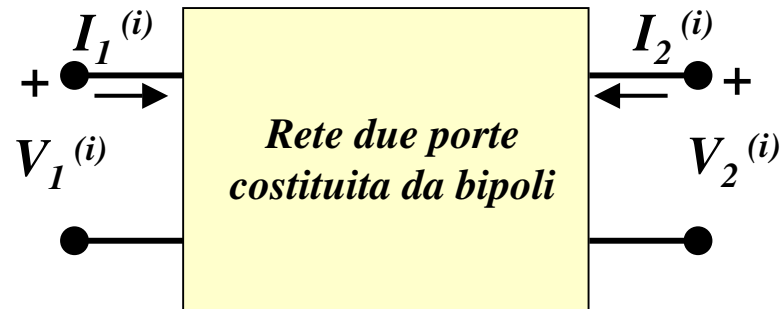 I1(i) I2(i)
+ +
Rete due porte
V1(i) V2(i)
costituita da bipoli